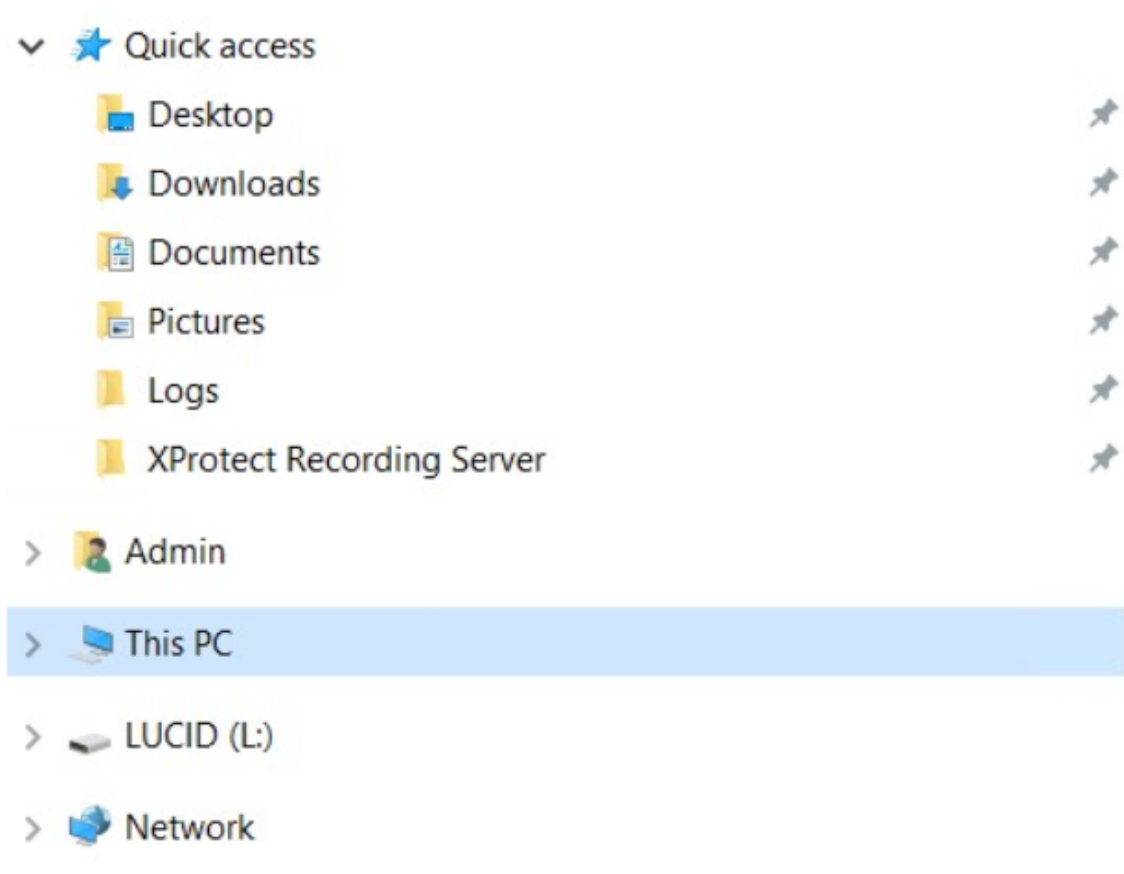 Quick access
Desktop
Downloads
Documents
Pictures
Logs
XProtect Recording Server
Admin
This PC
LUCID (L:)
Network